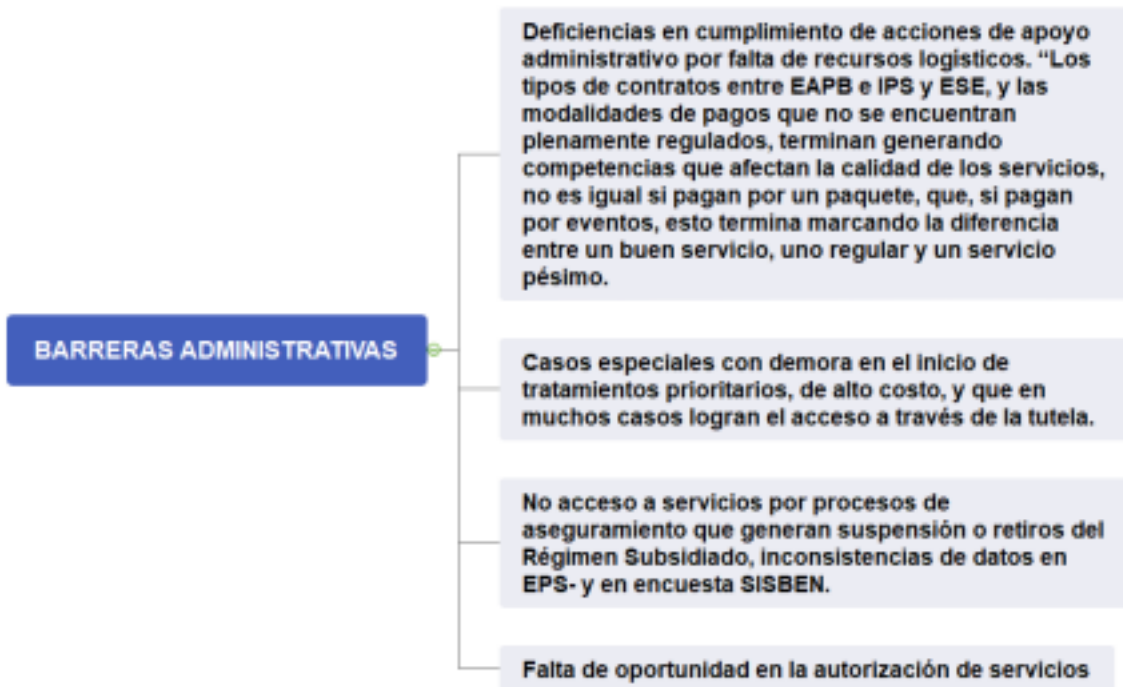 Deficiencias en cumplimiento de acciones de apoyo
administrativo por falta de recursos logísticos. “Los
tipos de contratos entre EAPB e IPS y ESE, y las
modalidades de pagos que no se encuentran
plenamente regulados, terminan generando
competencias que afectan la calidad de los servicios,
no es igual si pagan por un paquete, que, si pagan
por eventos, esto termina marcando la diferencia
entre un buen servicio, uno regular y un servicio
pésimo.
BARRERAS ADMINISTRATIVAS
Casos especiales con demora en el inicio de
tratamientos prioritarios, de alto costo, y que en
muchos casos logran el acceso a través de la tutela.
No acceso a servicios por procesos de
aseguramiento que generan suspensión o retiros del
Régimen Subsidiado, inconsistencias de datos en
EPS- y en encuesta SISBEN.
Falta de oportunidad en la autorización de servicios